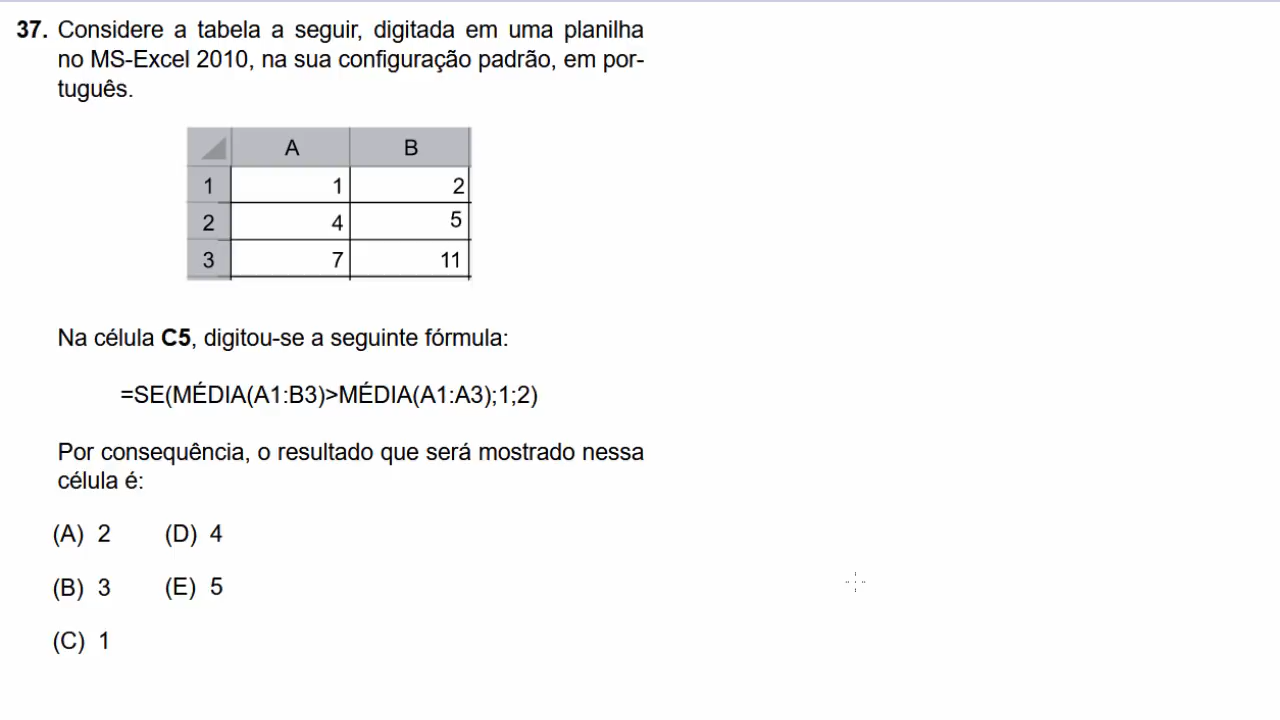 37. Considere a tabela a seguir, digitada em uma planilha
no MS-Excel 2010, na sua configuração padrão, em por-
tuguês.
A B
1 1 2
2 4 5
3 7 11
Na célula C5, digitou-se a seguinte fórmula:
=SE(MÉDIA(A1:B3)>MÉDIA(A1:A3);1;2)
Por consequência, o resultado que será mostrado nessa
célula é:
(A) 2 (D) 4
(B) 3 (E) 5
(C) 1